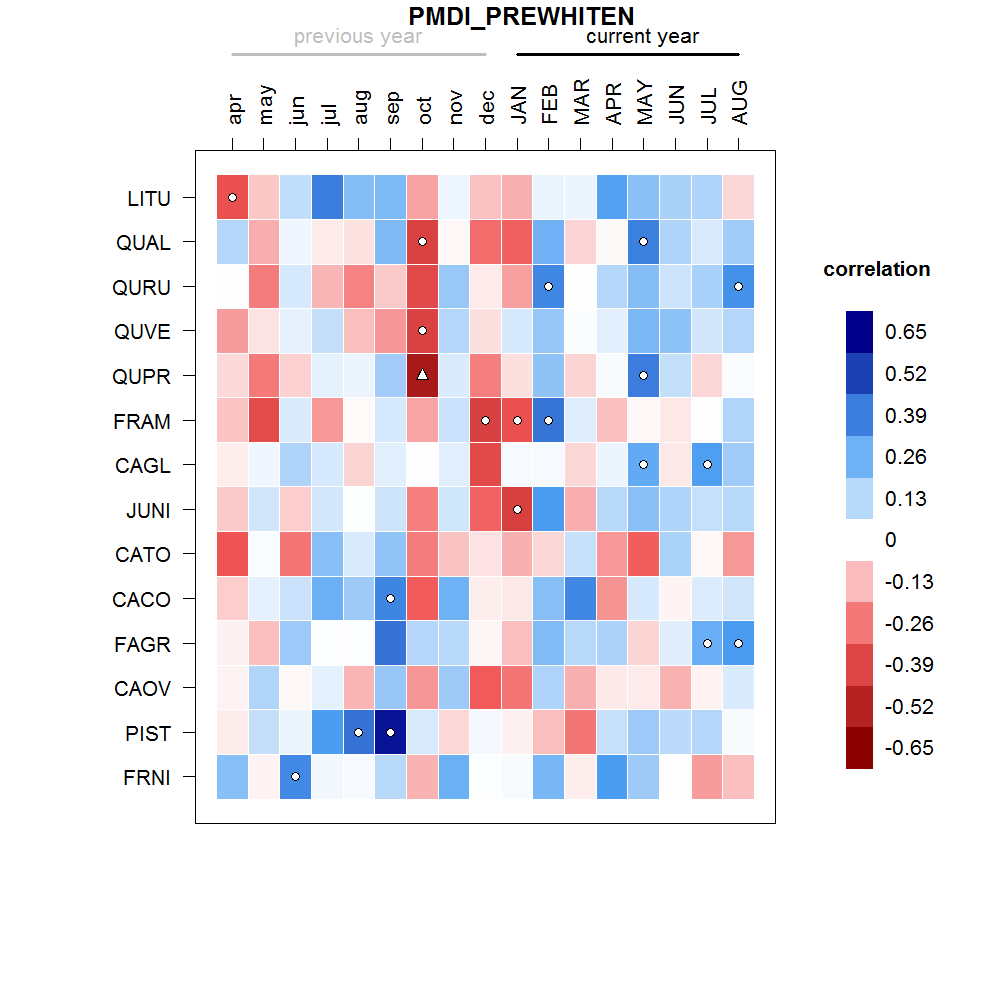 PMDI_PREWHITEN
previous year current year
apr may jun jul aug sep oct nov dec JAN FEB MAR APR MAY JUN JUL AUG
LITU
QUAL
QURU
QUVE
QUPR
FRAM
CAGL
JUNI
CATO
CACO
FAGR
CAOV
PIST
FRNI
correlation
0.65
0.52
0.39
0.26
0.13
0
-0.13
-0.26
-0.39
-0.52
-0.65